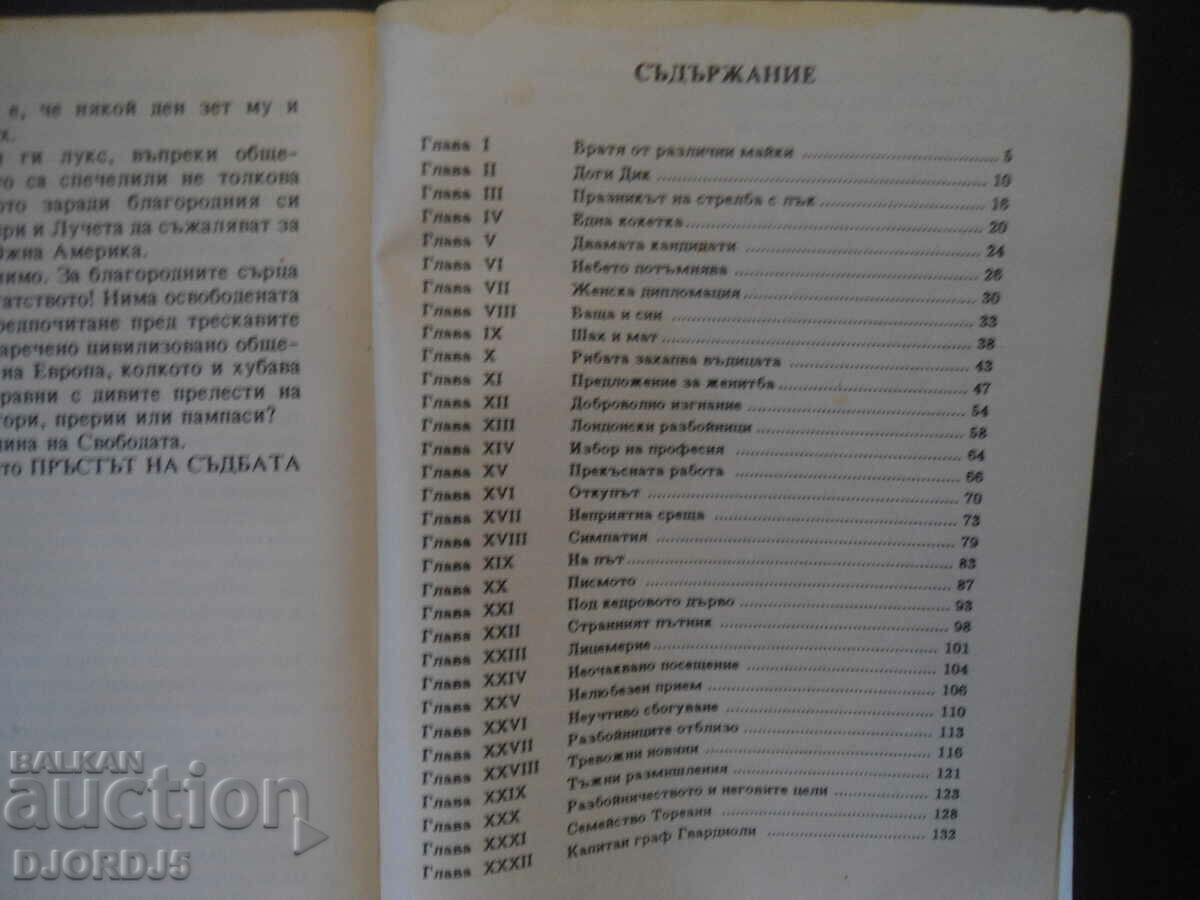 е, че някой ден зет му и
х.
ги лукс, въпреки обще-
то са спечелили не толкова
ото заради благородния си
ри и Лучета да съжаляват за
жна Америка.
имо. За благородните сърца
гатството! Нима освободената
редпочитане пред трескавите
аречено цивилизовано обще-
на Европа, колкото и хубава
равни с дивите прелести на
гори, прерии или пампаси?
ина на Свободата.
то ПРЪСТЪТ НА СЪДБАТА
СЪДЪРЖАНИЕ
Глава I Братя от различни майки 5
Глава II Доги Дик 10
Глава III Празникът на стрелба с лък 16
Глава IV Една кокетка 20
Глава V Двамата кандидати 24
Глава VI Небето потъмнява 26
Глава VII Женска дипломация 30
Глава VIII Баща и син 33
Глава IX Шах и мат 38
Глава X Рибата захапва въдицата 43
Глава XI Предложение за женитба 47
Глава XII Доброволно изгнание 54
Глава XIII Лондонски разбойници 58
Глава XIV Избор на професия 64
Глава XV Прекъсната работа 66
Глава XVI Откупът 70
Глава XVII Неприятна среща 73
Глава XVIII Симпатия 79
Глава XIX На път 83
Глава XX Писмото 87
Глава XXI Под кедровото дърво 93
Глава XXII Странният пътник 98
Глава XXIII Лицемерие 101
Глава XXIV Неочаквано посещение 104
Глава XXV Нелюбезен прием 106
Глава XXVI Неучтиво сбогуване 110
Глава XXVII Разбойниците отблизо 113
Глава XXVIII Тревожни новини 116
Глава XXIX Тъжни размишления 121
Глава XXX Разбойничеството и неговите цели 123
Глава XXXI Семейство Тореани 128
Глава XXXII Капитан граф Гвардиоли 132
BALKAN
auction
DJORDJ5